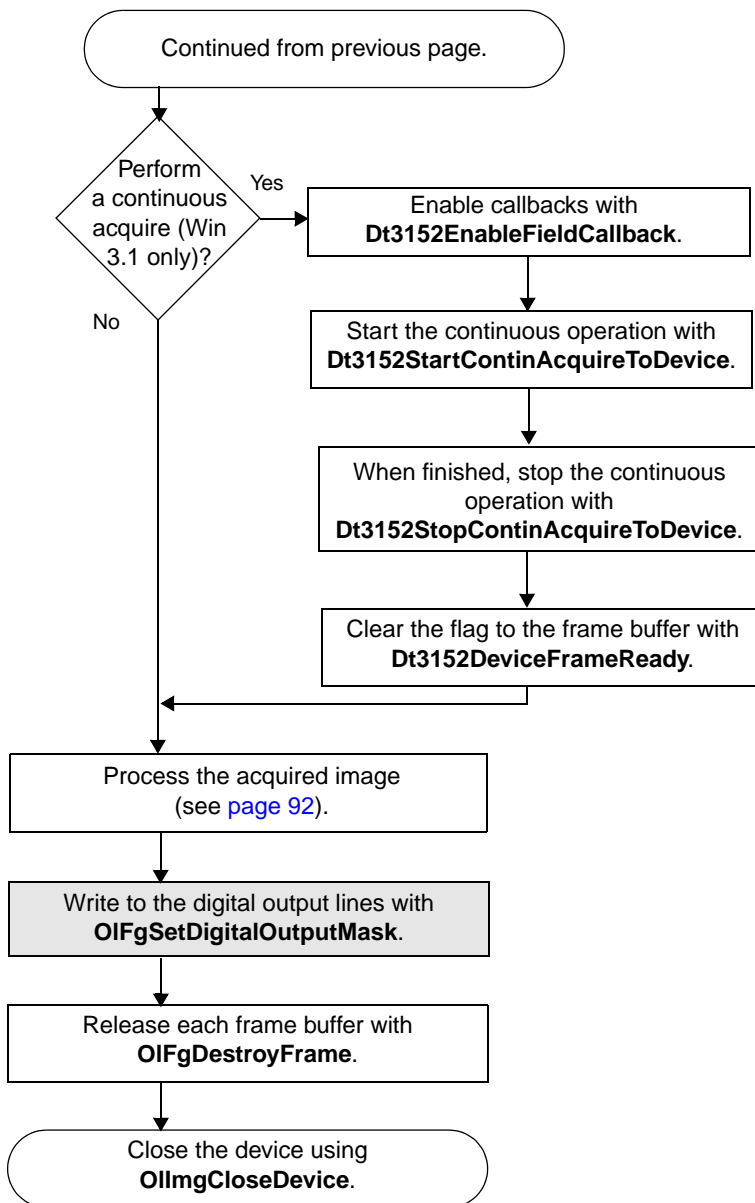 Continued from previous page.
Perform
a continuous
acquire (Win
3.1 only)?
Yes
Enable callbacks with
Dt3152EnableFieldCallback.
Start the continuous operation with
Dt3152StartContinAcquireToDevice.
When finished, stop the continuous
operation with
Dt3152StopContinAcquireToDevice.
Clear the flag to the frame buffer with
Dt3152DeviceFrameReady.
No
Process the acquired image
(see page 92).
Write to the digital output lines with
OlFgSetDigitalOutputMask.
Release each frame buffer with
OlFgDestroyFrame.
Close the device using
OlImgCloseDevice.